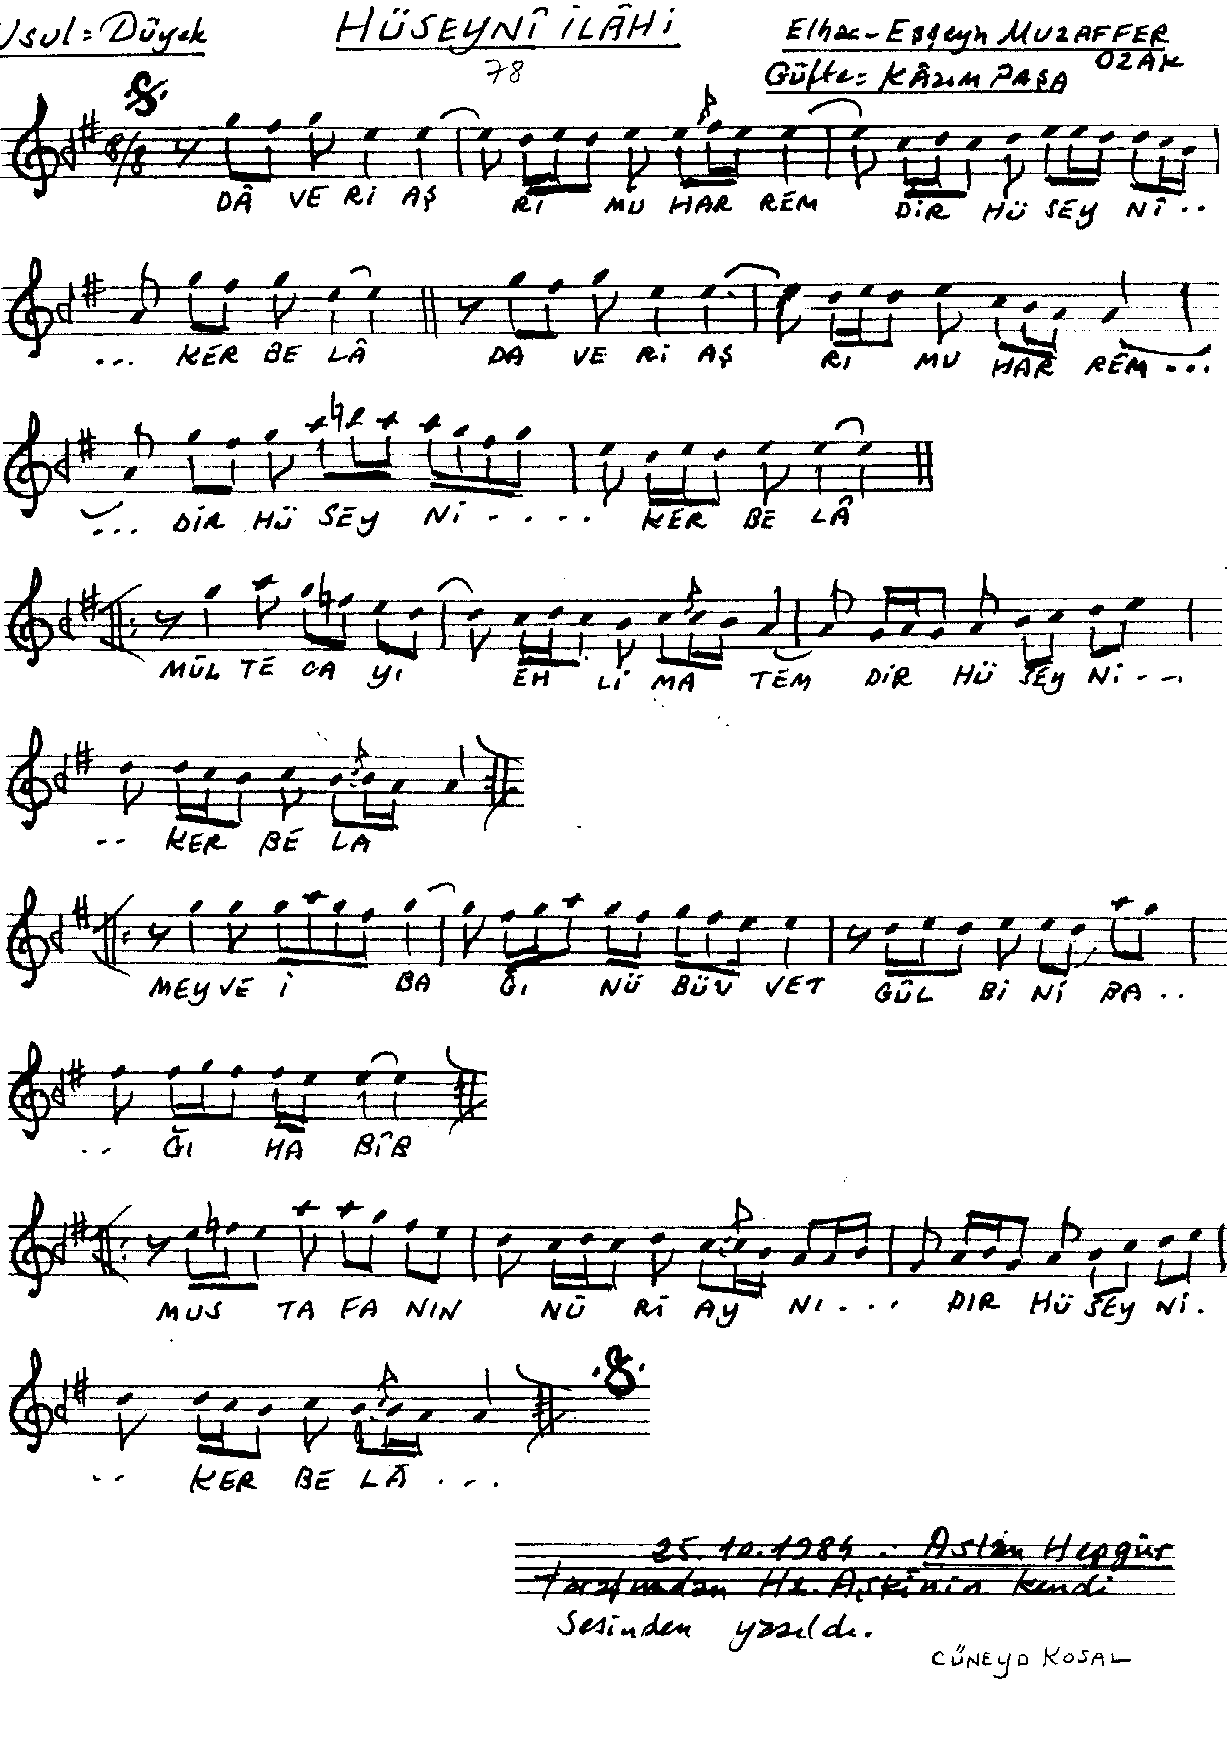 Usul = Düyek
HÜSEYNÎ İLÂHİ
Elhac - Eşşeyh MUZAFFER
OZAK
78
Güfte = KÂZIM PAŞA
8/8
DÂ VE Rİ AŞ RI MU HAR REM DİR HÜ SEY NÎ . .
... KER BE LÂ DA VE Rİ AŞ RI MU HAR REM ...
... DİR HÜ SEY Nİ - . . . KER BE LÂ
MÜL TE CA YI EH Lİ MA TEM DİR HÜ SEY Nİ - - .
-- KER BE LA
MEY VE İ BA ĞI NÜ BÜV VET GÜL Bİ Nİ BA . .
. . ĞI HA BÎB
MUS TA FA NIN NÛ Rİ AY NI . . . DIR HÜ SEY Nİ .
-- KER BE LÂ . . .
25.10.1984 . Aslan Hepgür
tarafından Hz. Aşkînin kendi
Sesinden yazıldı.
CÜNEYD KOSAL